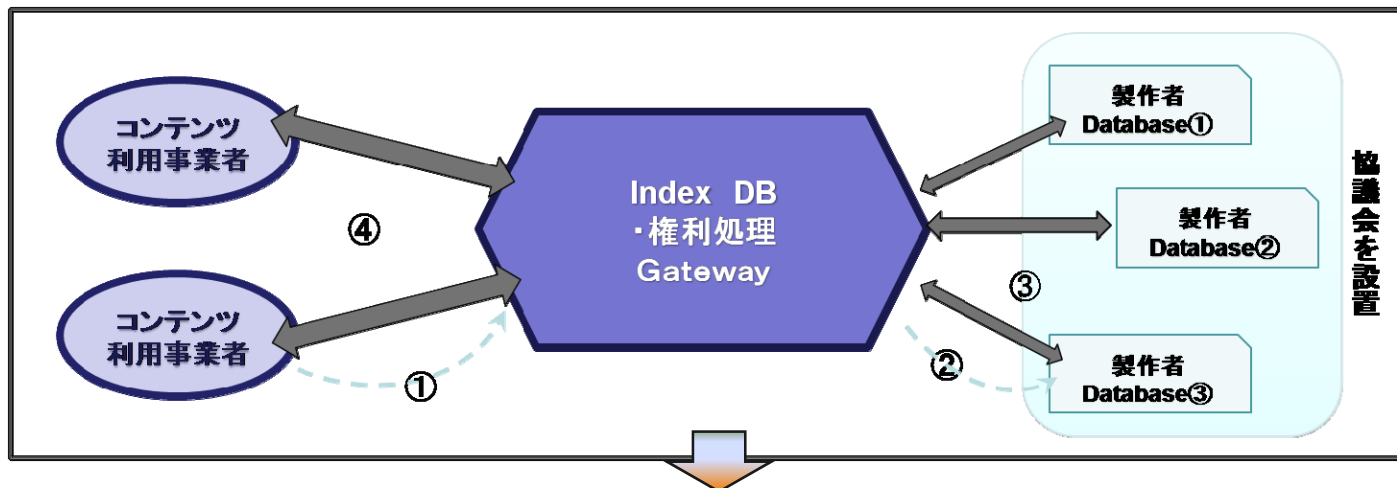 コンテンツ
利用事業者
④
コンテンツ
利用事業者
①
Index DB
・権利処理
Gateway
②
③
製作者
Database①
製作者
Database②
製作者
Database③
協議会を設置